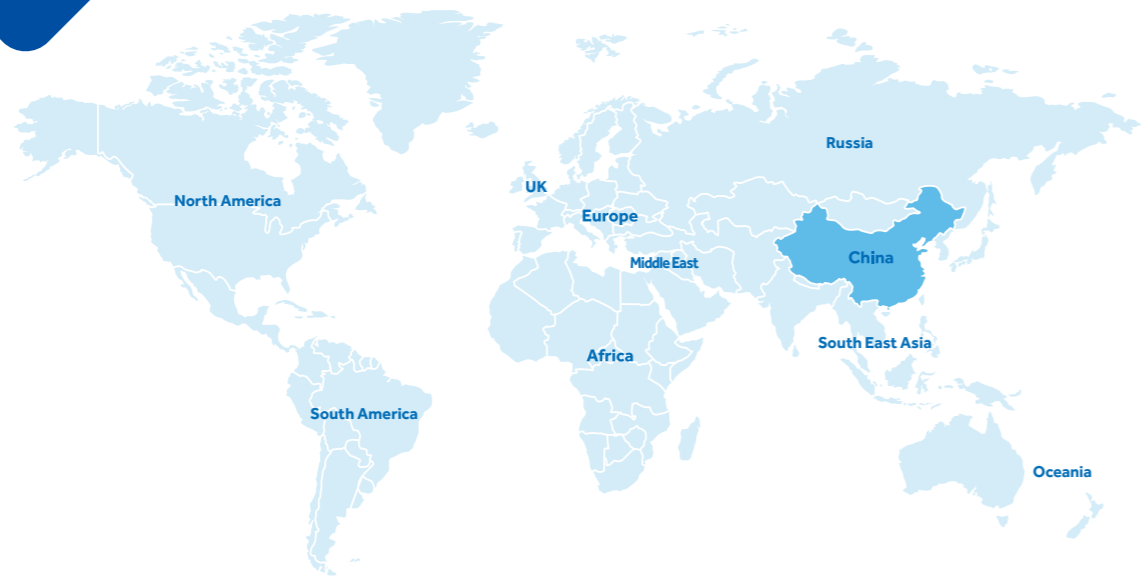 Russia
UK
North America
Europe
China
Middle East
South East Asia
Africa
South America
Oceania